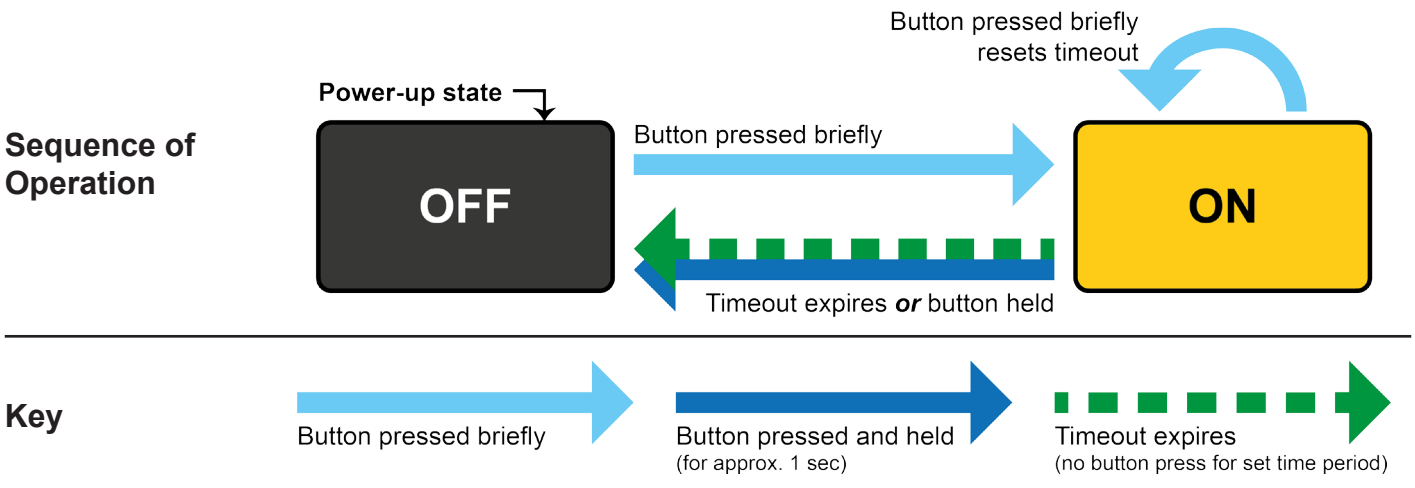 Button pressed briefly
resets timeout
Power-up state
Sequence of
Operation
OFF
Button pressed briefly
ON
Timeout expires or button held
Key
Button pressed briefly
Button pressed and held
(for approx. 1 sec)
Timeout expires
(no button press for set time period)